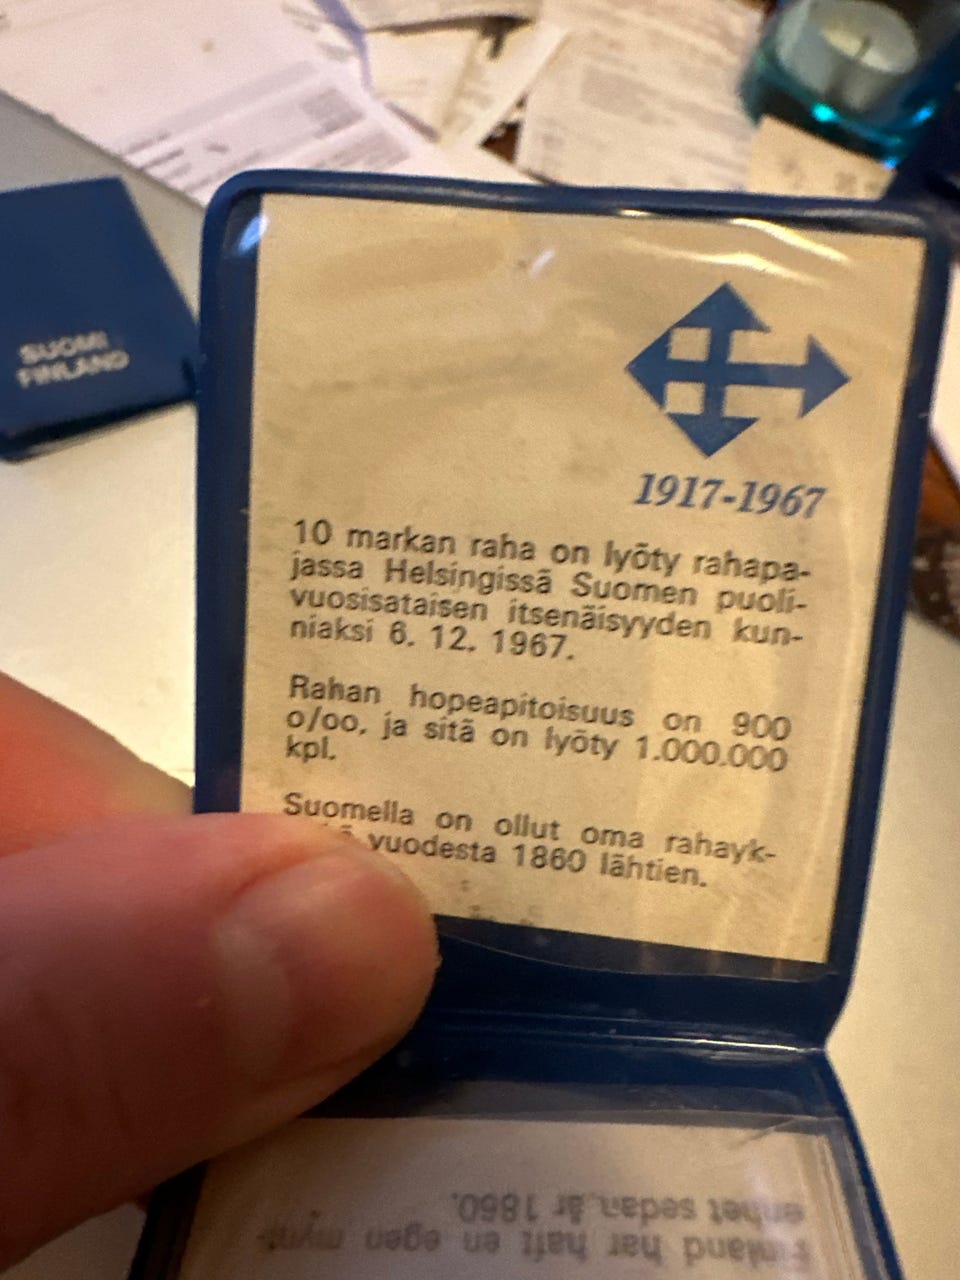 SUOMI
FINLAND
1917-1967
10 markan raha on lyöty rahapa-
jassa Helsingissä Suomen puoli-
vuosisataisen itsenäisyyden kun-
niaksi 6. 12. 1967.
Rahan hopeapitoisuus on 900
o/oo, ja sitä on lyöty 1.000.000
kpl.
Suomella on ollut oma rahayk-
vuodesta 1860 lähtien.
Finland har haft en egen mynt-
enhet sedan år 1860.